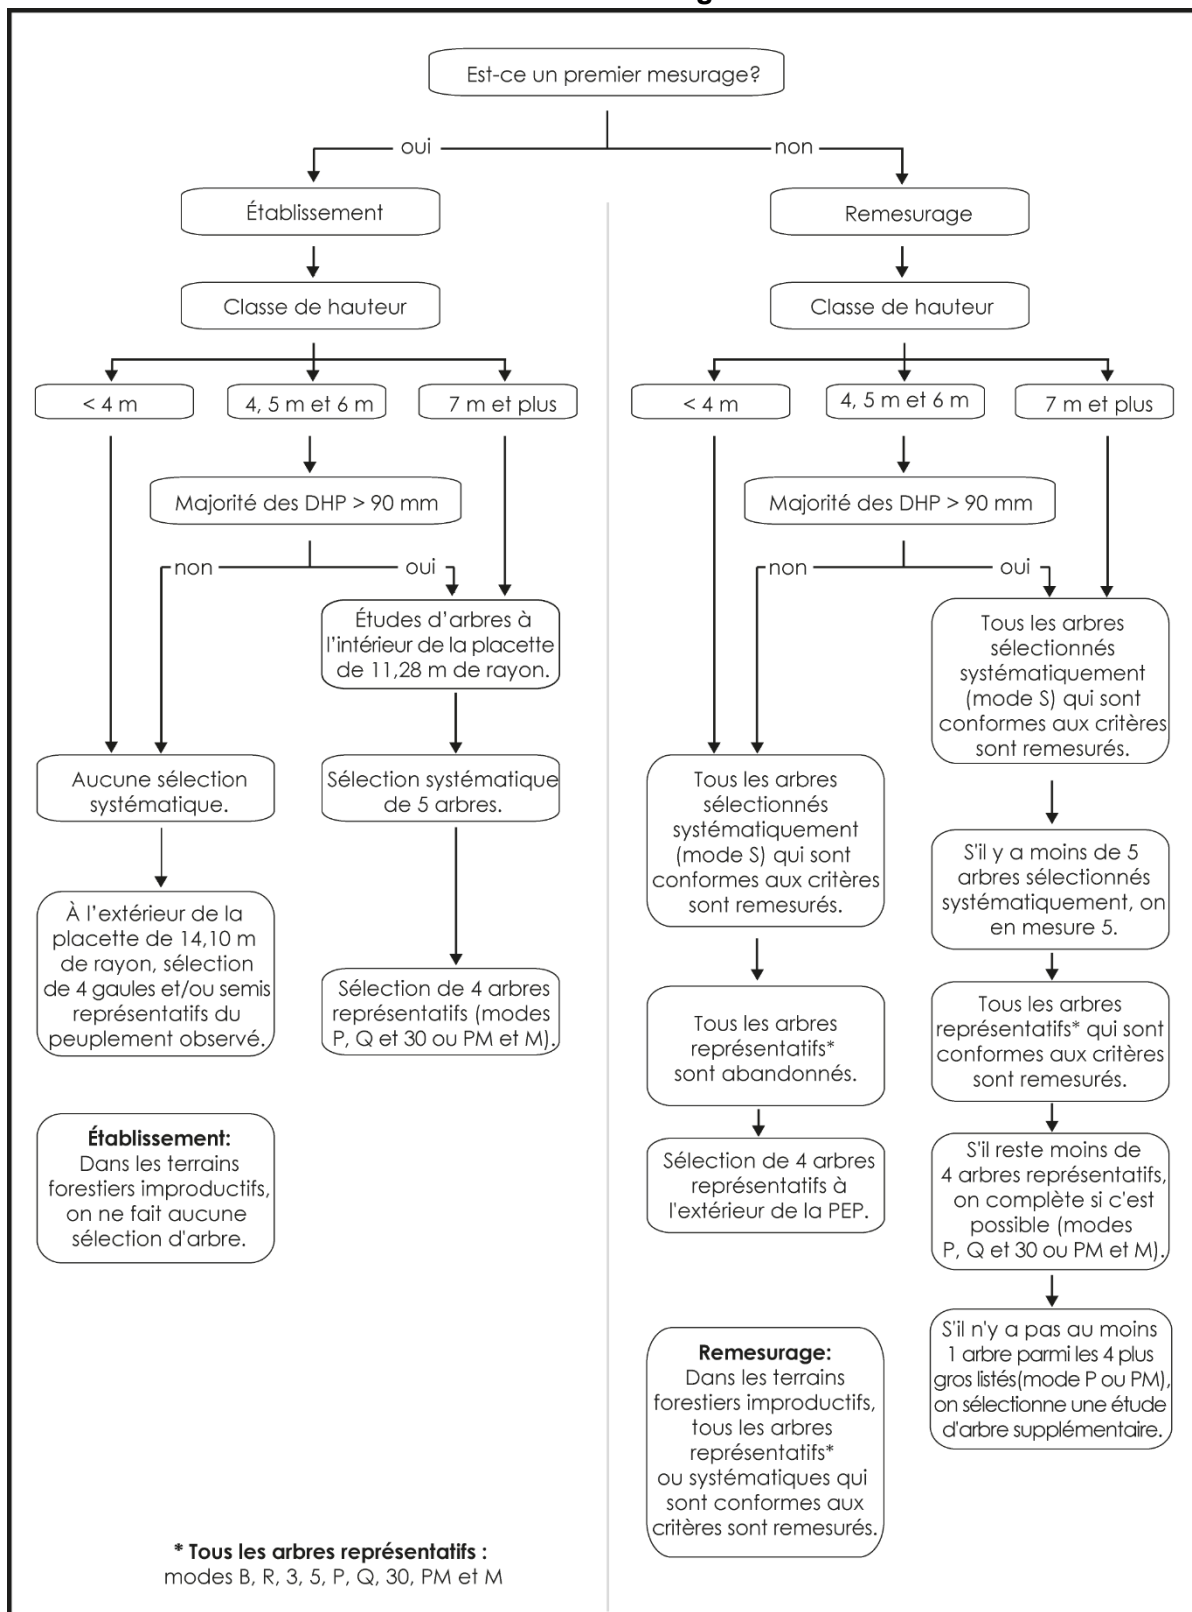 Est-ce un premier mesurage?
oui
non
Établissement
Remesurage
Classe de hauteur
Classe de hauteur
< 4 m
4, 5 m et 6 m
7 m et plus
< 4 m
4, 5 m et 6 m
7 m et plus
Majorité des DHP > 90 mm
Majorité des DHP > 90 mm
non
oui
non
oui
Études d'arbres à
l'intérieur de la placette
de 11,28 m de rayon.
Tous les arbres
sélectionnés
systématiquement
(mode S) qui sont
conformes aux critères
sont remesurés.
Aucune sélection
systématique.
Sélection systématique
de 5 arbres.
Tous les arbres
sélectionnés
systématiquement
(mode S) qui sont
conformes aux critères
sont remesurés.
S'il y a moins de 5
arbres sélectionnés
systématiquement, on
en mesure 5.
À l'extérieur de la
placette de 14,10 m
de rayon, sélection
de 4 gaules et/ou semis
représentatifs du
peuplement observé.
Sélection de 4 arbres
représentatifs (modes
P, Q et 30 ou PM et M).
Tous les arbres
représentatifs*
sont abandonnés.
Tous les arbres
représentatifs* qui sont
conformes aux critères
sont remesurés.
Établissement:
Dans les terrains
forestiers improductifs,
on ne fait aucune
sélection d'arbre.
Sélection de 4 arbres
représentatifs à
l'extérieur de la PEP.
S'il reste moins de
4 arbres représentatifs,
on complète si c'est
possible (modes
P, Q et 30 ou PM et M).
S'il n'y a pas au moins
1 arbre parmi les 4 plus
gros listés(mode P ou PM),
on sélectionne une étude
d'arbre supplémentaire.
Remesurage:
Dans les terrains
forestiers improductifs,
tous les arbres
représentatifs*
ou systématiques qui
sont conformes aux
critères sont remesurés.
* Tous les arbres représentatifs :
modes B, R, 3, 5, P, Q, 30, PM et M